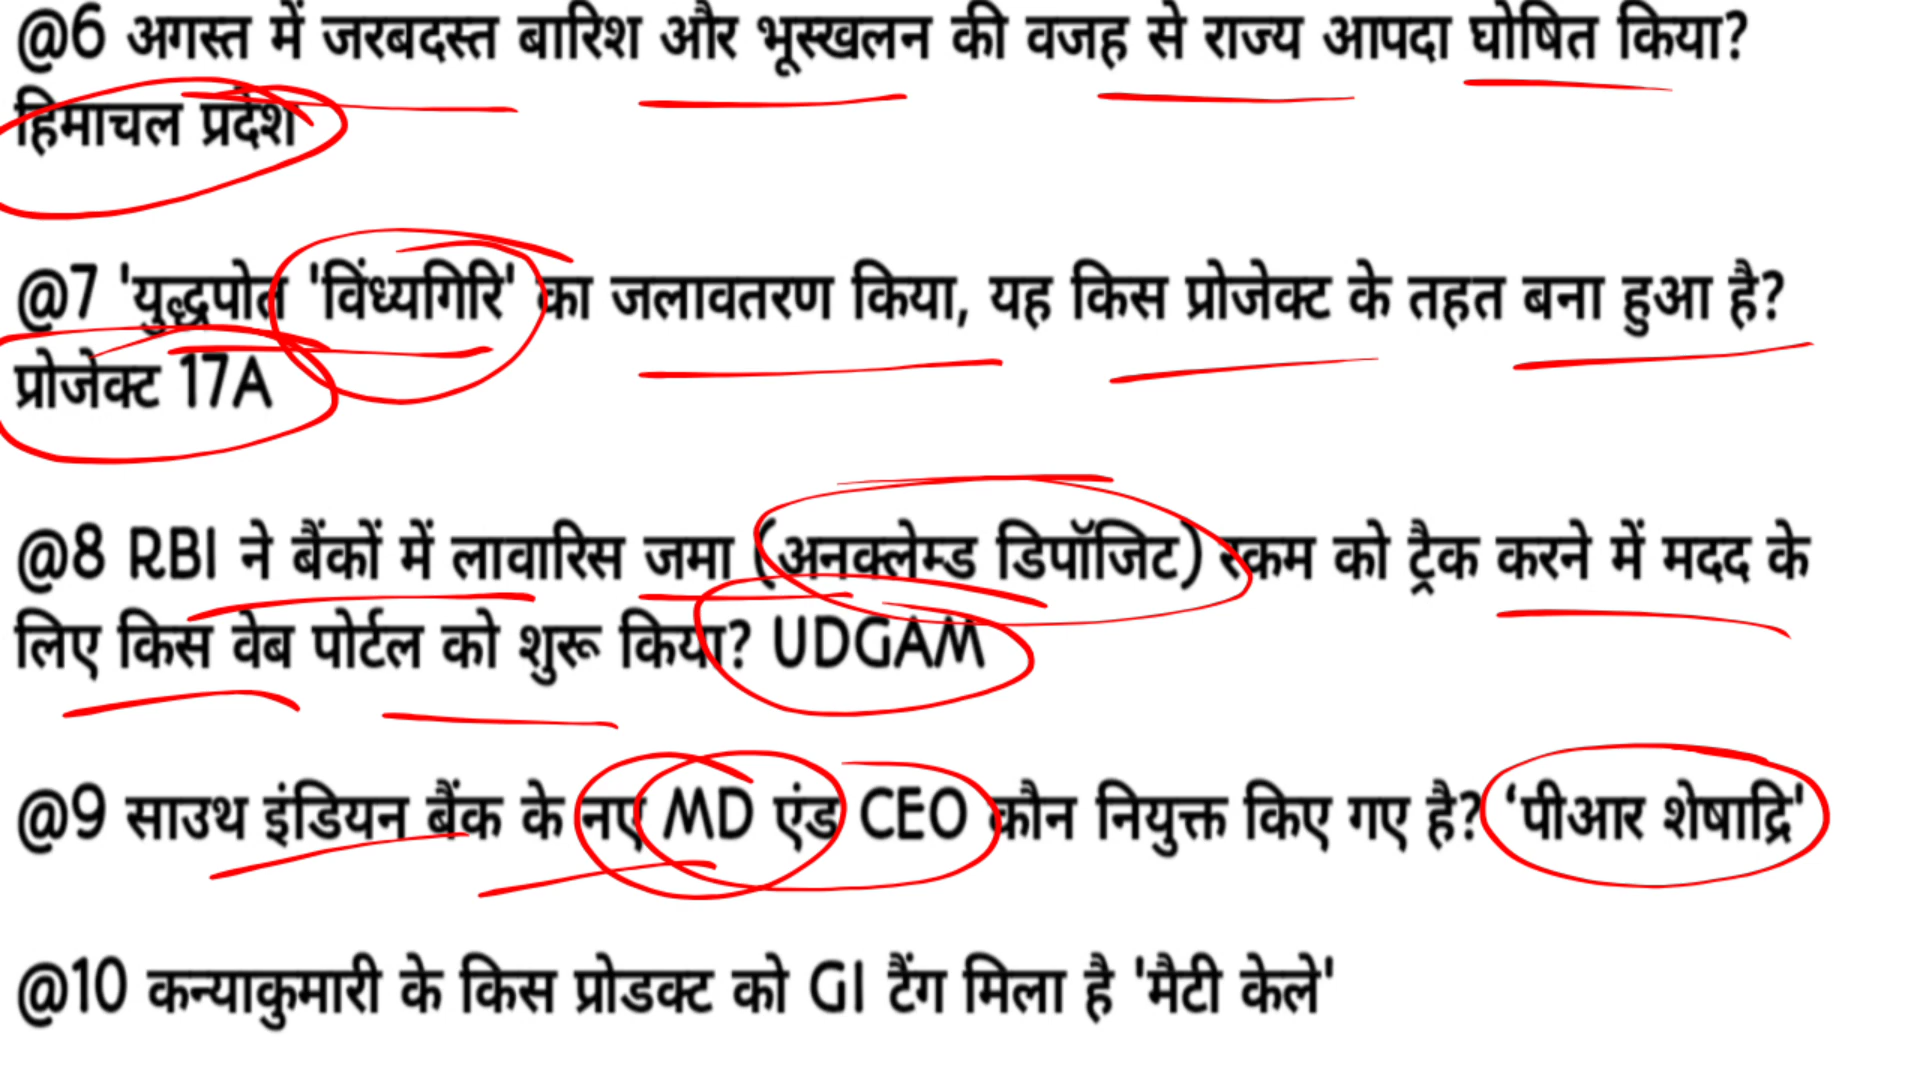 @6 अगस्त में जरबदस्त बारिश और भूस्खलन की वजह से राज्य आपदा घोषित किया?
हिमाचल प्रदेश
@7 'युद्धपोत 'विंध्यगिरि' का जलावतरण किया, यह किस प्रोजेक्ट के तहत बना हुआ है?
प्रोजेक्ट 17A
@8 RBI ने बैंकों में लावारिस जमा (अनक्लेम्ड डिपॉजिट) रकम को ट्रैक करने में मदद के
लिए किस वेब पोर्टल को शुरू किया? UDGAM
@9 साउथ इंडियन बैंक के नए MD एंड CEO कौन नियुक्त किए गए है? ‘पीआर शेषाद्रि'
@10 कन्याकुमारी के किस प्रोडक्ट को GI टैंग मिला है 'मैटी केले'